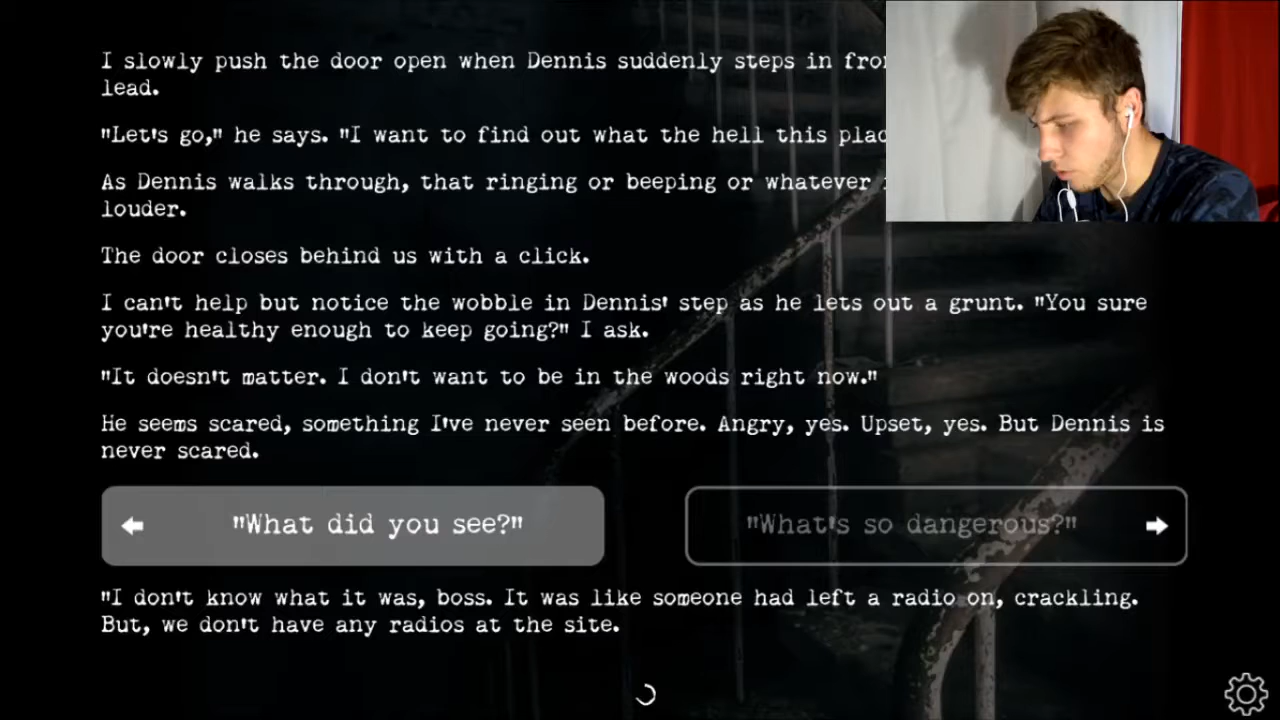 I slowly push the door open when Dennis suddenly steps in
lead.
"Let's go," he says. "I want to find out what the hell this
As Dennis walks through, that ringing or beeping or whatever
louder.
The door closes behind us with a click.
I can't help but notice the wobble in Dennis' step as he lets out a grunt. "You sure
you're healthy enough to keep going?" I ask.
"It doesn't matter. I don't want to be in the woods right now."
He seems scared, something I've never seen before. Angry, yes. Upset, yes. But Dennis is
never scared.
"What did you see?"
"What's so dangerous?"
"I don't know what it was, boss. It was like someone had left a radio on, crackling.
But, we don't have any radios at the site.